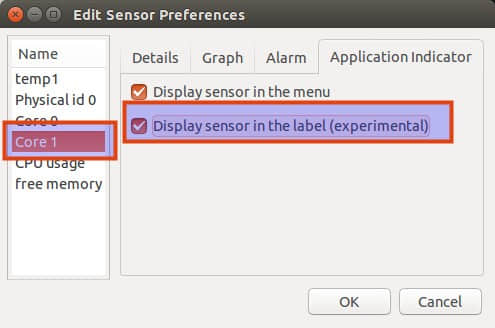 Edit Sensor Preferences
Name
temp1
Physical id 0
Core 0
Core 1
CPU usage
free memory
Details
Graph
Alarm
Application Indicator
Display sensor in the menu
Display sensor in the label (experimental)
OK
Cancel